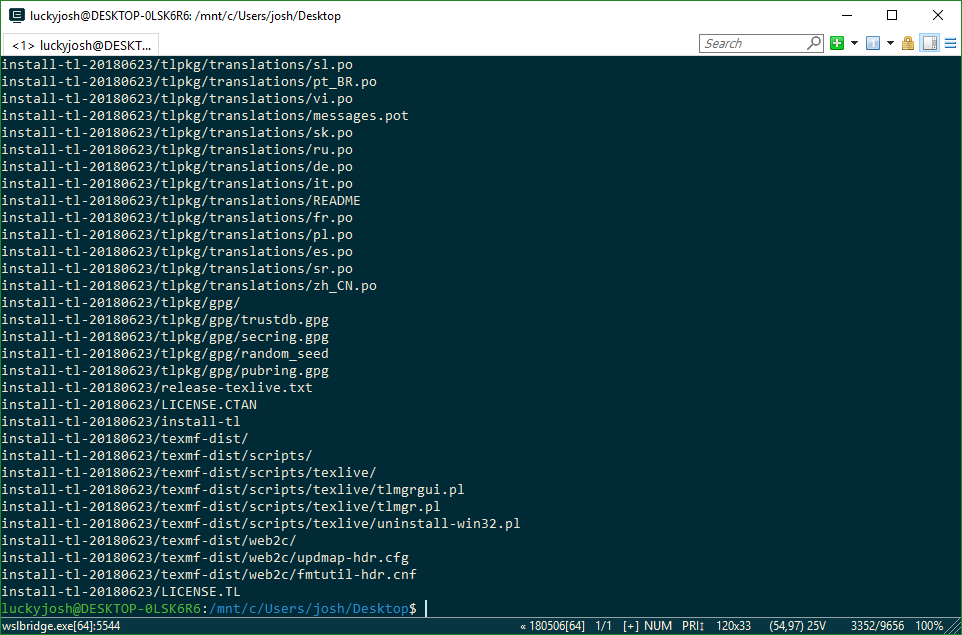 luckyjosh@DESKTOP-0LSK6R6: /mnt/c/Users/josh/Desktop
<1> luckyjosh@DESKT...
Search
install-tl-20180623/tlpkg/translations/sl.po
install-tl-20180623/tlpkg/translations/pt_BR.po
install-tl-20180623/tlpkg/translations/vi.po
install-tl-20180623/tlpkg/translations/messages.pot
install-tl-20180623/tlpkg/translations/sk.po
install-tl-20180623/tlpkg/translations/ru.po
install-tl-20180623/tlpkg/translations/de.po
install-tl-20180623/tlpkg/translations/it.po
install-tl-20180623/tlpkg/translations/README
install-tl-20180623/tlpkg/translations/fr.po
install-tl-20180623/tlpkg/translations/pl.po
install-tl-20180623/tlpkg/translations/es.po
install-tl-20180623/tlpkg/translations/sr.po
install-tl-20180623/tlpkg/translations/zh_CN.po
install-tl-20180623/tlpkg/gpg/
install-tl-20180623/tlpkg/gpg/trustdb.gpg
install-tl-20180623/tlpkg/gpg/secring.gpg
install-tl-20180623/tlpkg/gpg/random_seed
install-tl-20180623/tlpkg/gpg/pubring.gpg
install-tl-20180623/release-texlive.txt
install-tl-20180623/LICENSE.CTAN
install-tl-20180623/install-tl
install-tl-20180623/texmf-dist/
install-tl-20180623/texmf-dist/scripts/
install-tl-20180623/texmf-dist/scripts/texlive/
install-tl-20180623/texmf-dist/scripts/texlive/tlmgrgui.pl
install-tl-20180623/texmf-dist/scripts/texlive/tlmgr.pl
install-tl-20180623/texmf-dist/scripts/texlive/uninstall-win32.pl
install-tl-20180623/texmf-dist/web2c/
install-tl-20180623/texmf-dist/web2c/updmap-hdr.cfg
install-tl-20180623/texmf-dist/web2c/fmtutil-hdr.cnf
install-tl-20180623/LICENSE.TL
luckyjosh@DESKTOP-0LSK6R6:/mnt/c/Users/josh/Desktop$
wslbridge.exe[64]:5544 « 180506[64] 1/1 [+] NUM PRI↕ 120x33 (54,97) 25V 3352/9656 100%